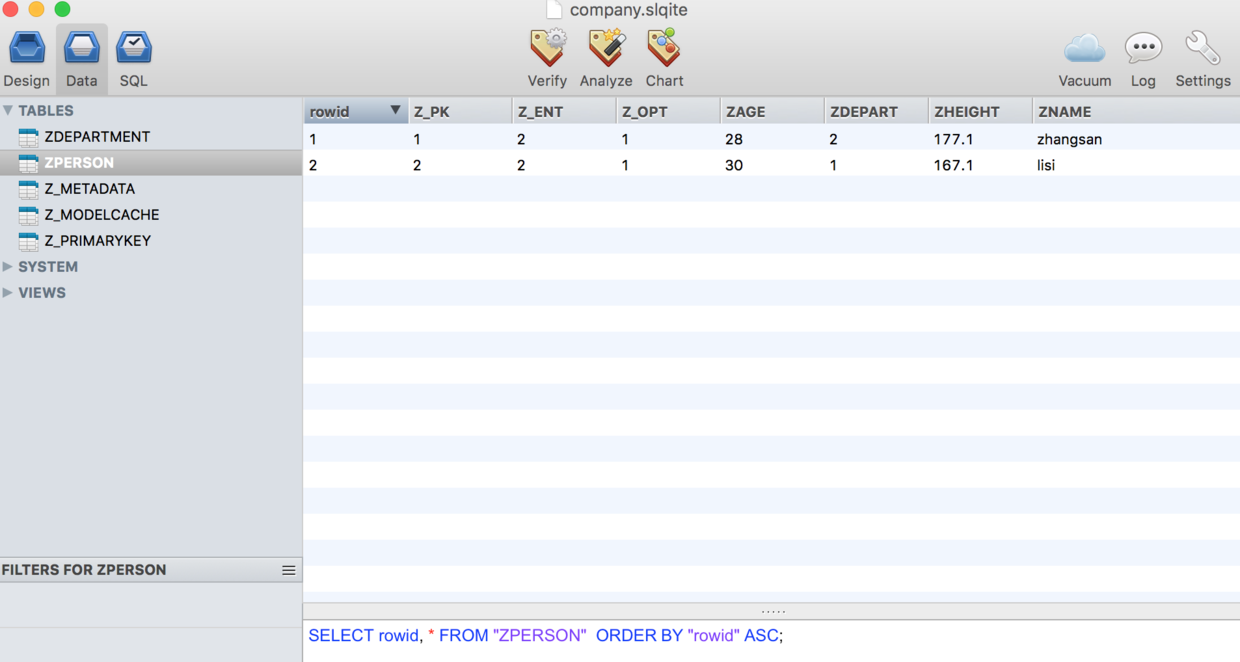 company.slqite
Design Data SQL Verify Analyze Chart Vacuum Log Settings
TABLES
ZDEPARTMENT
ZPERSON
Z_METADATA
Z_MODELCACHE
Z_PRIMARYKEY
SYSTEM
VIEWS
FILTERS FOR ZPERSON
rowid Z_PK Z_ENT Z_OPT ZAGE ZDEPART ZHEIGHT ZNAME
1 1 2 1 28 2 177.1 zhangsan
2 2 2 1 30 1 167.1 lisi
SELECT rowid, * FROM "ZPERSON" ORDER BY "rowid" ASC;